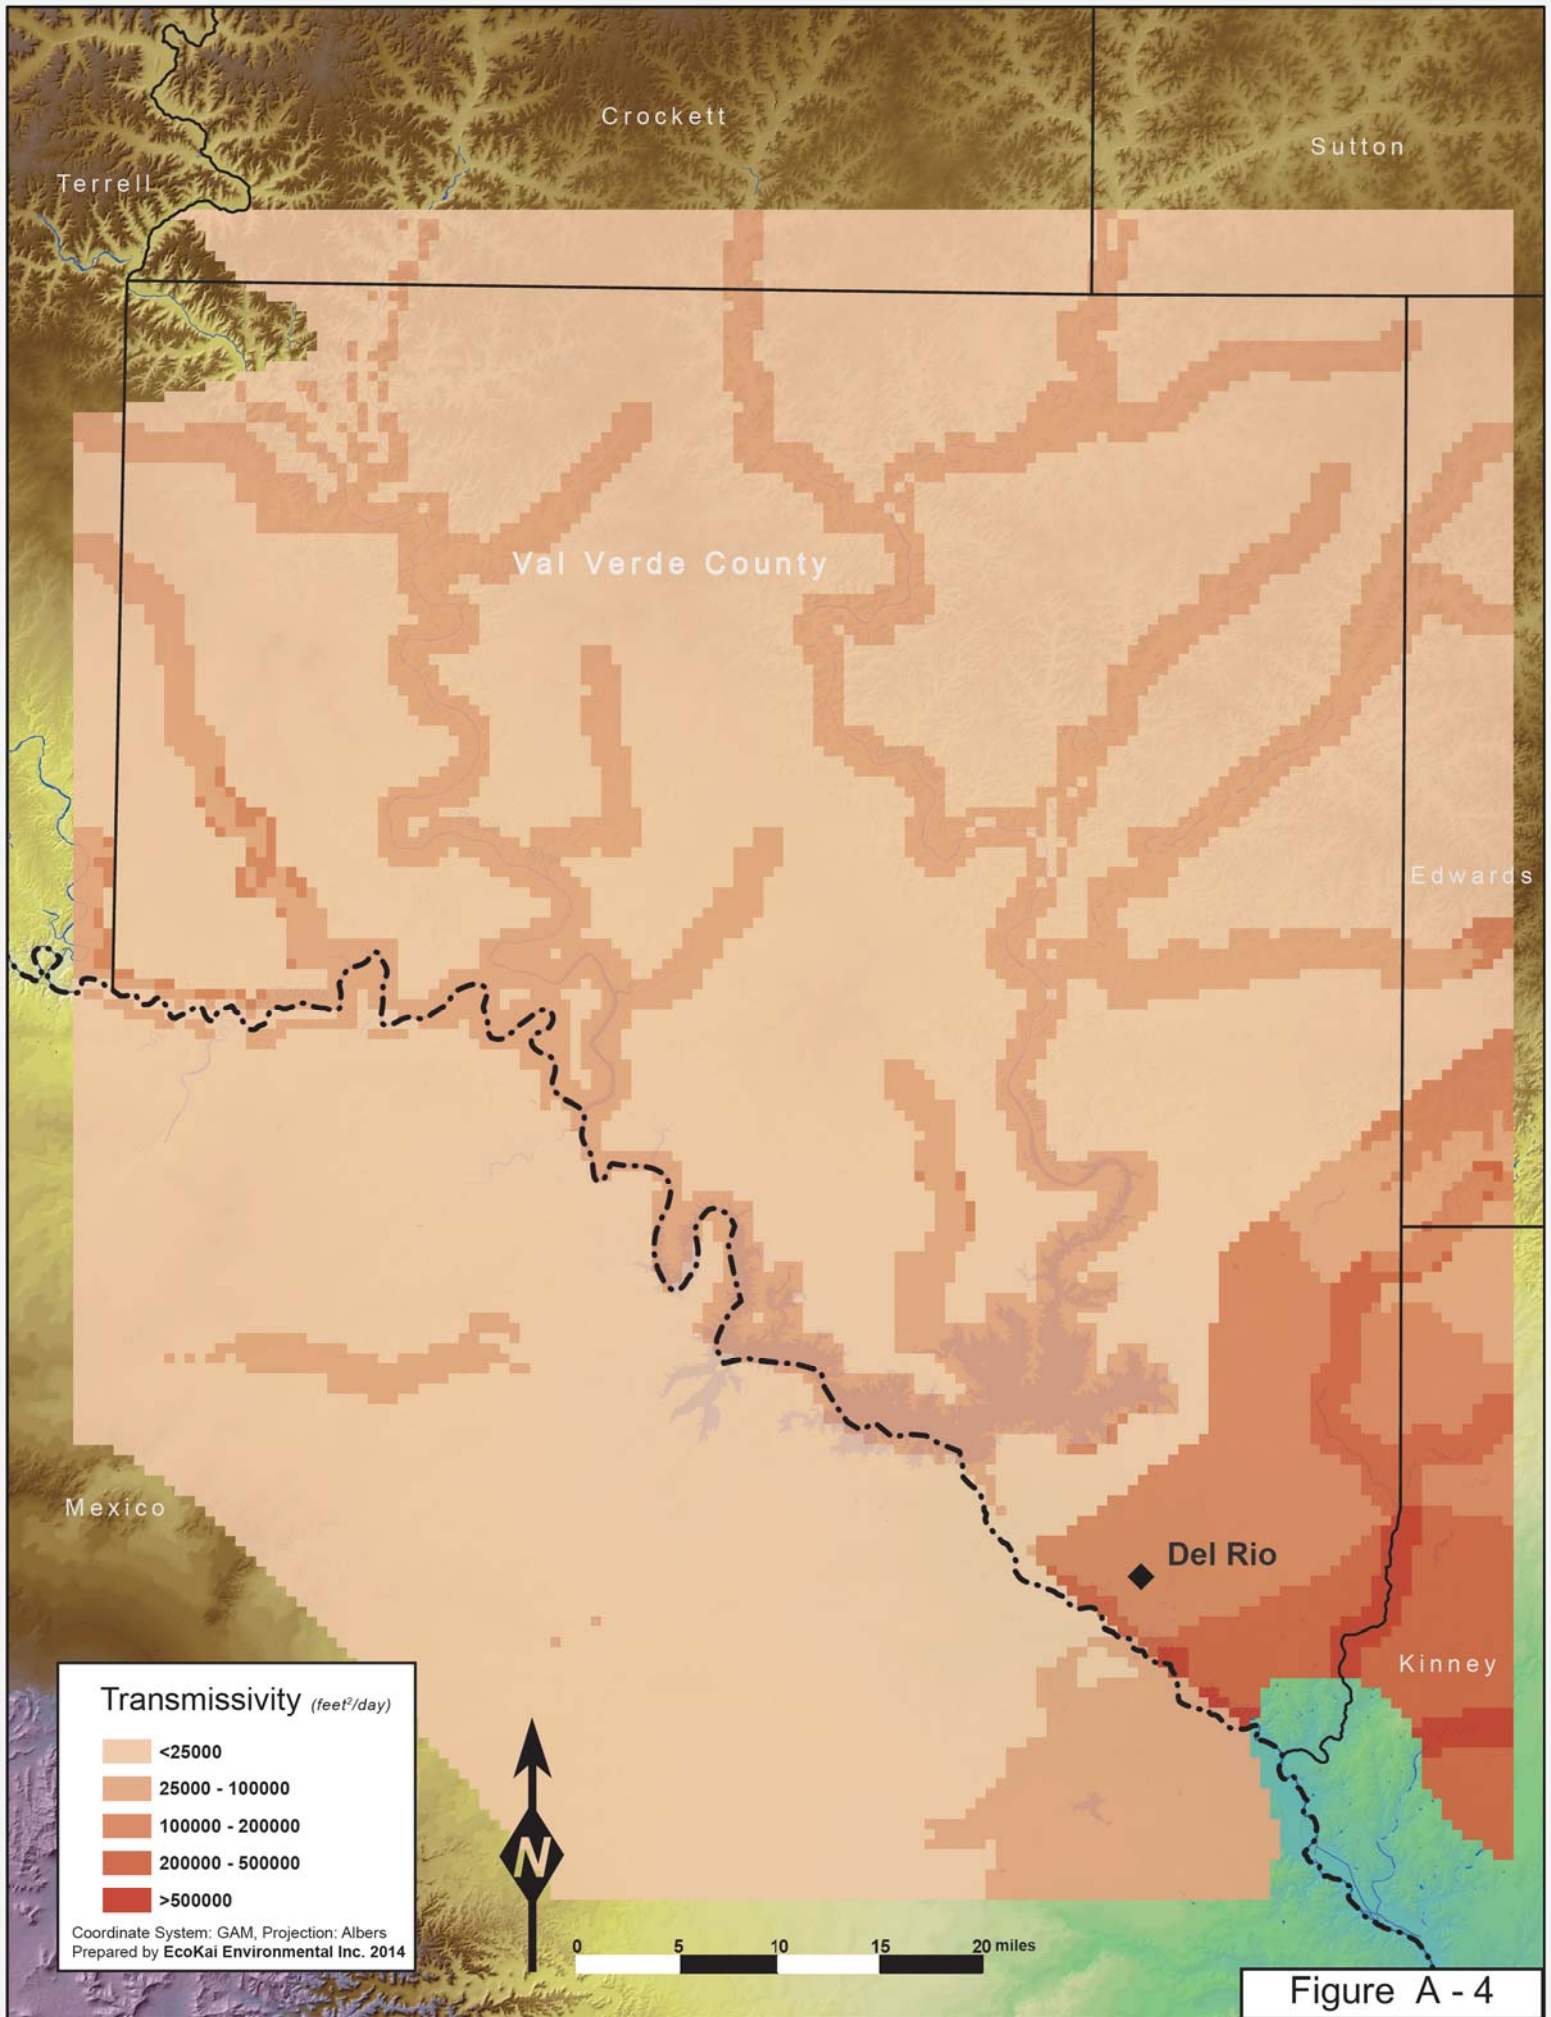 Crockett
Sutton
Terrell
Val Verde County
Edwards
Mexico
Del Rio
Kinney
Transmissivity (feet²/day)
<25000
25000 - 100000
100000 - 200000
200000 - 500000
>500000
Coordinate System: GAM, Projection: Albers
Prepared by EcoKai Environmental Inc. 2014
N
0 5 10 15 20 miles
Figure A - 4